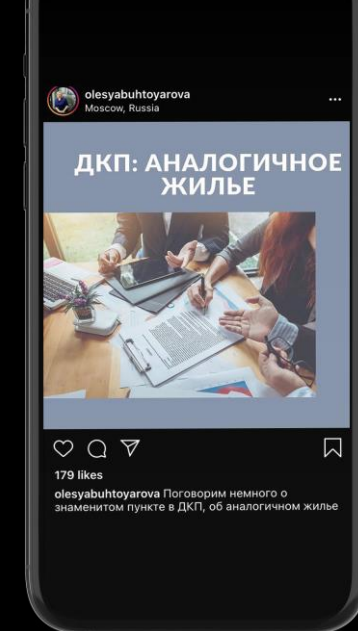 olesyabuhtoyarova
Moscow, Russia
ДКП: АНАЛОГИЧНОЕ
ЖИЛЬЕ
179 likes
olesyabuhtoyarova Поговорим немного о
знаменитом пункте в ДКП, об аналогичном жилье